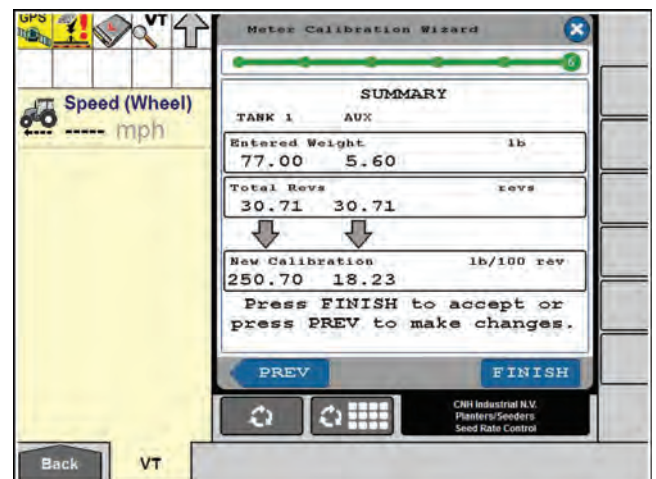 GPS
VT
Meter Calibration Wizard
6
SUMMARY
TANK 1 AUX
Speed (Wheel)
----- mph
Entered Weight lb
77.00 5.60
Total Revs revs
30.71 30.71
New Calibration lb/100 rev
250.70 18.23
Press FINISH to accept or
press PREV to make changes.
PREV FINISH
CNH Industrial N.V.
Planters/Seeders
Seed Rate Control
Back VT